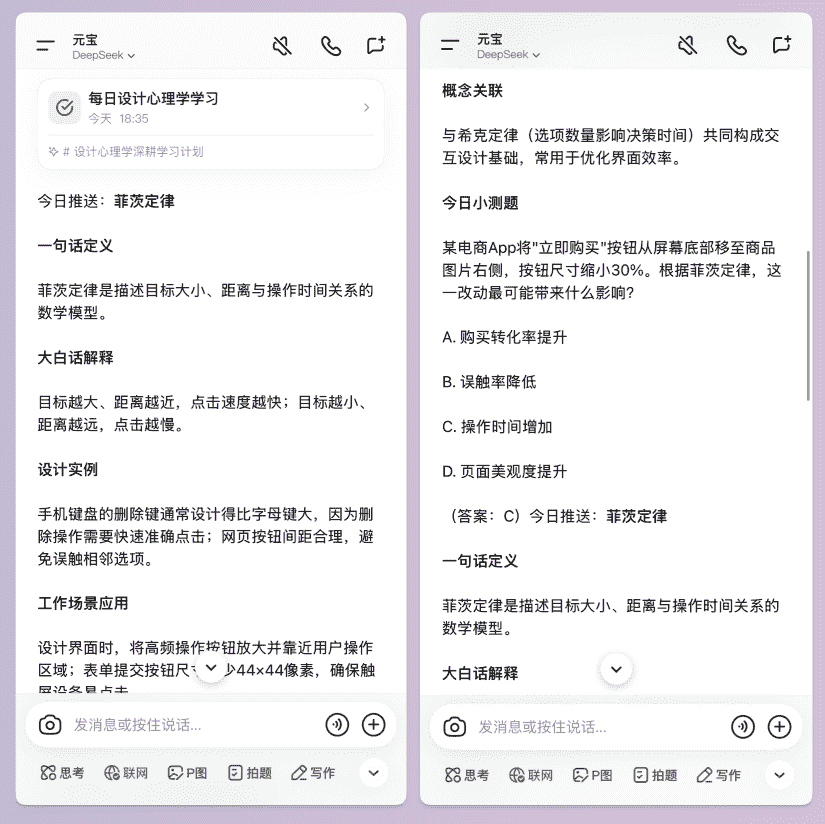 元宝
DeepSeek
每日设计心理学学习
今天 18:35
# 设计心理学深耕学习计划
今日推送：菲茨定律
一句话定义
菲茨定律是描述目标大小、距离与操作时间关系的
数学模型。
大白话解释
目标越大、距离越近，点击速度越快；目标越小、
距离越远，点击越慢。
设计实例
手机键盘的删除键通常设计得比字母键大，因为删
除操作需要快速准确点击；网页按钮间距合理，避
免误触相邻选项。
工作场景应用
设计界面时，将高频操作按钮放大并靠近用户操作
区域；表单提交按钮尺少44×44像素，确保触
屏设备易点击
发消息或按住说话...
思考 联网 P图 拍题 写作
元宝
DeepSeek
概念关联
与希克定律（选项数量影响决策时间）共同构成交
互设计基础，常用于优化界面效率。
今日小测题
某电商App将"立即购买"按钮从屏幕底部移至商品
图片右侧，按钮尺寸缩小30%。根据菲茨定律，这
一改动最可能带来什么影响?
A. 购买转化率提升
B. 误触率降低
C. 操作时间增加
D. 页面美观度提升
（答案：C）今日推送：菲茨定律
一句话定义
菲茨定律是描述目标大小、距离与操作时间关系的
数学模型。
大白话解释
发消息或按住说话...
思考 联网 P图 拍题 写作